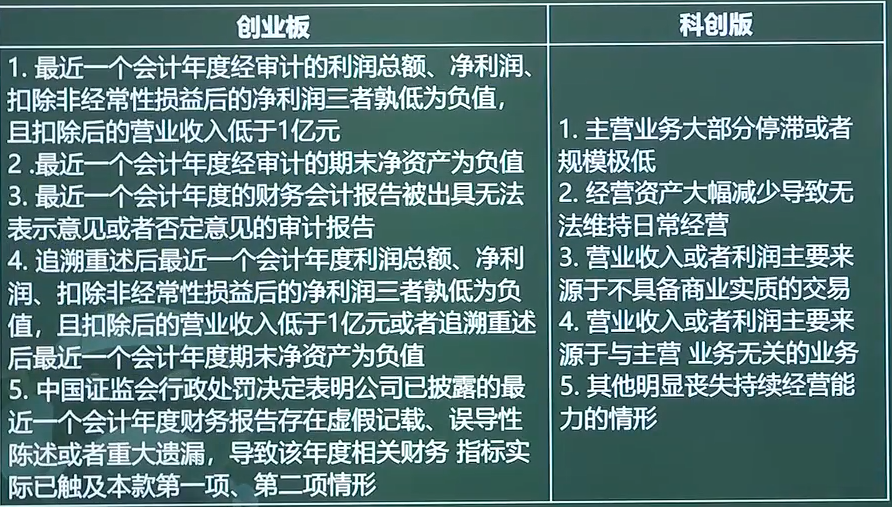 创业板
1. 最近一个会计年度经审计的利润总额、净利润、
扣除非经常性损益后的净利润三者孰低为负值，
且扣除后的营业收入低于1亿元
2 .最近一个会计年度经审计的期末净资产为负值
3. 最近一个会计年度的财务会计报告被出具无法
表示意见或者否定意见的审计报告
4. 追溯重述后最近一个会计年度利润总额、净利
润、扣除非经常性损益后的净利润三者孰低为负
值，且扣除后的营业收入低于1亿元或者追溯重述
后最近一个会计年度期末净资产为负值
5. 中国证监会行政处罚决定表明公司已披露的最
近一个会计年度财务报告存在虚假记载、误导性
陈述或者重大遗漏，导致该年度相关财务 指标实
际已触及本款第一项、第二项情形
科创版
1. 主营业务大部分停滞或者
规模极低
2. 经营资产大幅减少导致无
法维持日常经营
3. 营业收入或者利润主要来
源于不具备商业实质的交易
4. 营业收入或者利润主要来
源于与主营 业务无关的业务
5. 其他明显丧失持续经营能
力的情形